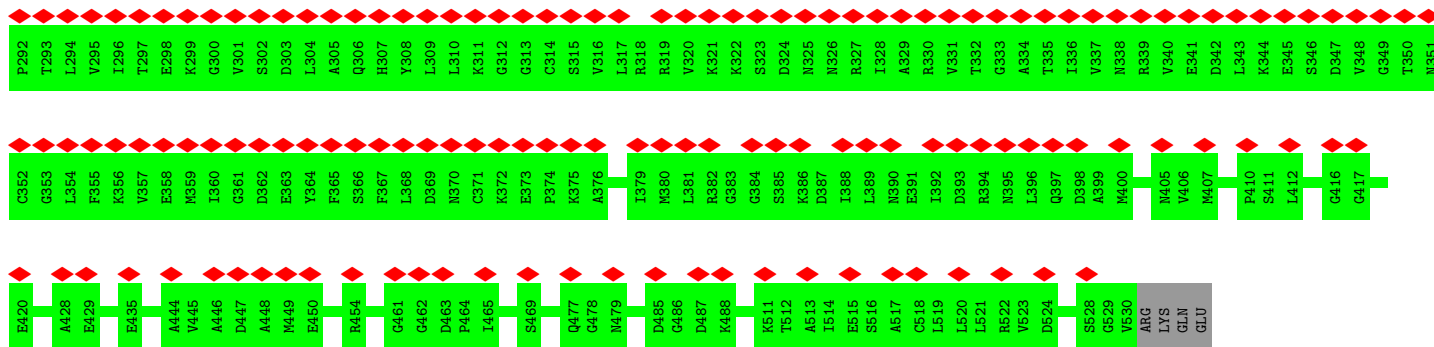 P292 T293 L294 V295 I296 T297 E298 K299 G300 V301 S302 D303 L304 A305 Q306 H307 Y308 L309 L310 K311 G312 G313 C314 S315 V316 L317 R318 R319 V320 K321 K322 S323 D324 N325 N326 R327 I328 A329 R330 V331 T332 G333 A334 T335 I336 V337 N338 R339 V340 E341 D342 L343 K344 E345 S346 D347 V348 G349 T350 N351
C352 G353 L354 F355 K356 V357 E358 M359 I360 G361 D362 E363 Y364 F365 S366 F367 L368 D369 N370 C371 K372 E373 P374 K375 A376 I379 M380 L381 R382 G383 G384 S385 K386 D387 I388 L389 N390 E391 I392 D393 R394 N395 L396 Q397 D398 A399 M400 N405 V406 M407 P410 S411 L412 G416 G417
E420 A428 E429 E435 A444 V445 A446 D447 A448 M449 E450 R454 G461 G462 D463 P464 I465 S469 Q477 G478 N479 D485 G486 D487 K488 K511 T512 A513 I514 E515 S516 A517 C518 L519 L520 L521 R522 V523 D524 S528 G529 V530 ARG LYS GLN GLU